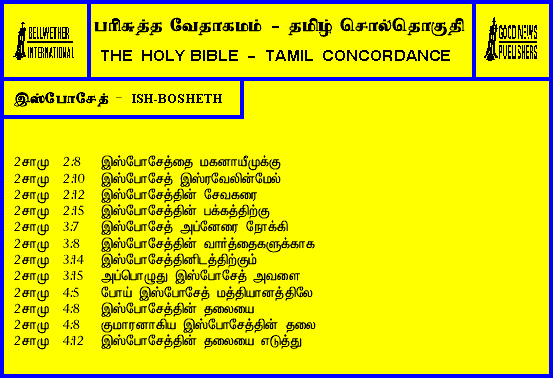 BELLWETHER
INTERNATIONAL
பரிசுத்த வேதாகமம் - தமிழ் சொல்தொகுதி
THE HOLY BIBLE - TAMIL CONCORDANCE
GOOD NEWS
PUBLISHERS
இஸ்போசேத் - ISH-BOSHETH
2சாமு 2:8 இஸ்போசேத்தை மகனாயீமுக்கு
2சாமு 2:10 இஸ்போசேத் இஸ்ரவேலின்மேல்
2சாமு 2:12 இஸ்போசேத்தின் சேவகரை
2சாமு 2:15 இஸ்போசேத்தின் பக்கத்திற்கு
2சாமு 3:7 இஸ்போசேத் அப்னேரை நோக்கி
2சாமு 3:8 இஸ்போசேத்தின் வார்த்தைகளுக்காக
2சாமு 3:14 இஸ்போசேத்தினிடத்திற்கும்
2சாமு 3:15 அப்பொழுது இஸ்போசேத் அவளை
2சாமு 4:5 போய் இஸ்போசேத் மத்தியானத்திலே
2சாமு 4:8 இஸ்போசேத்தின் தலையை
2சாமு 4:8 குமாரனாகிய இஸ்போசேத்தின் தலை
2சாமு 4:12 இஸ்போசேத்தின் தலையை எடுத்து